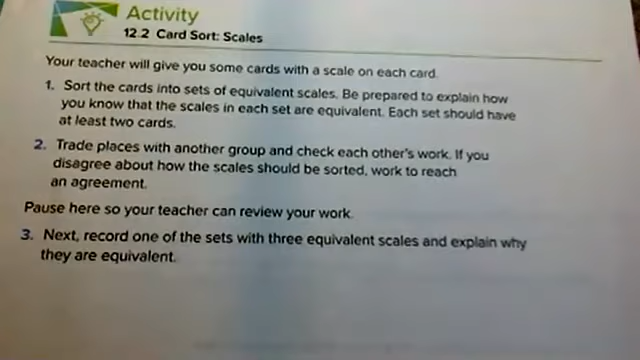 Activity
12.2 Card Sort: Scales
Your teacher will give you some cards with a scale on each card.
1. Sort the cards into sets of equivalent scales. Be prepared to explain how
you know that the scales in each set are equivalent. Each set should have
at least two cards.
2. Trade places with another group and check each other's work. If you
disagree about how the scales should be sorted, work to reach
an agreement.
Pause here so your teacher can review your work.
3. Next, record one of the sets with three equivalent scales and explain why
they are equivalent.